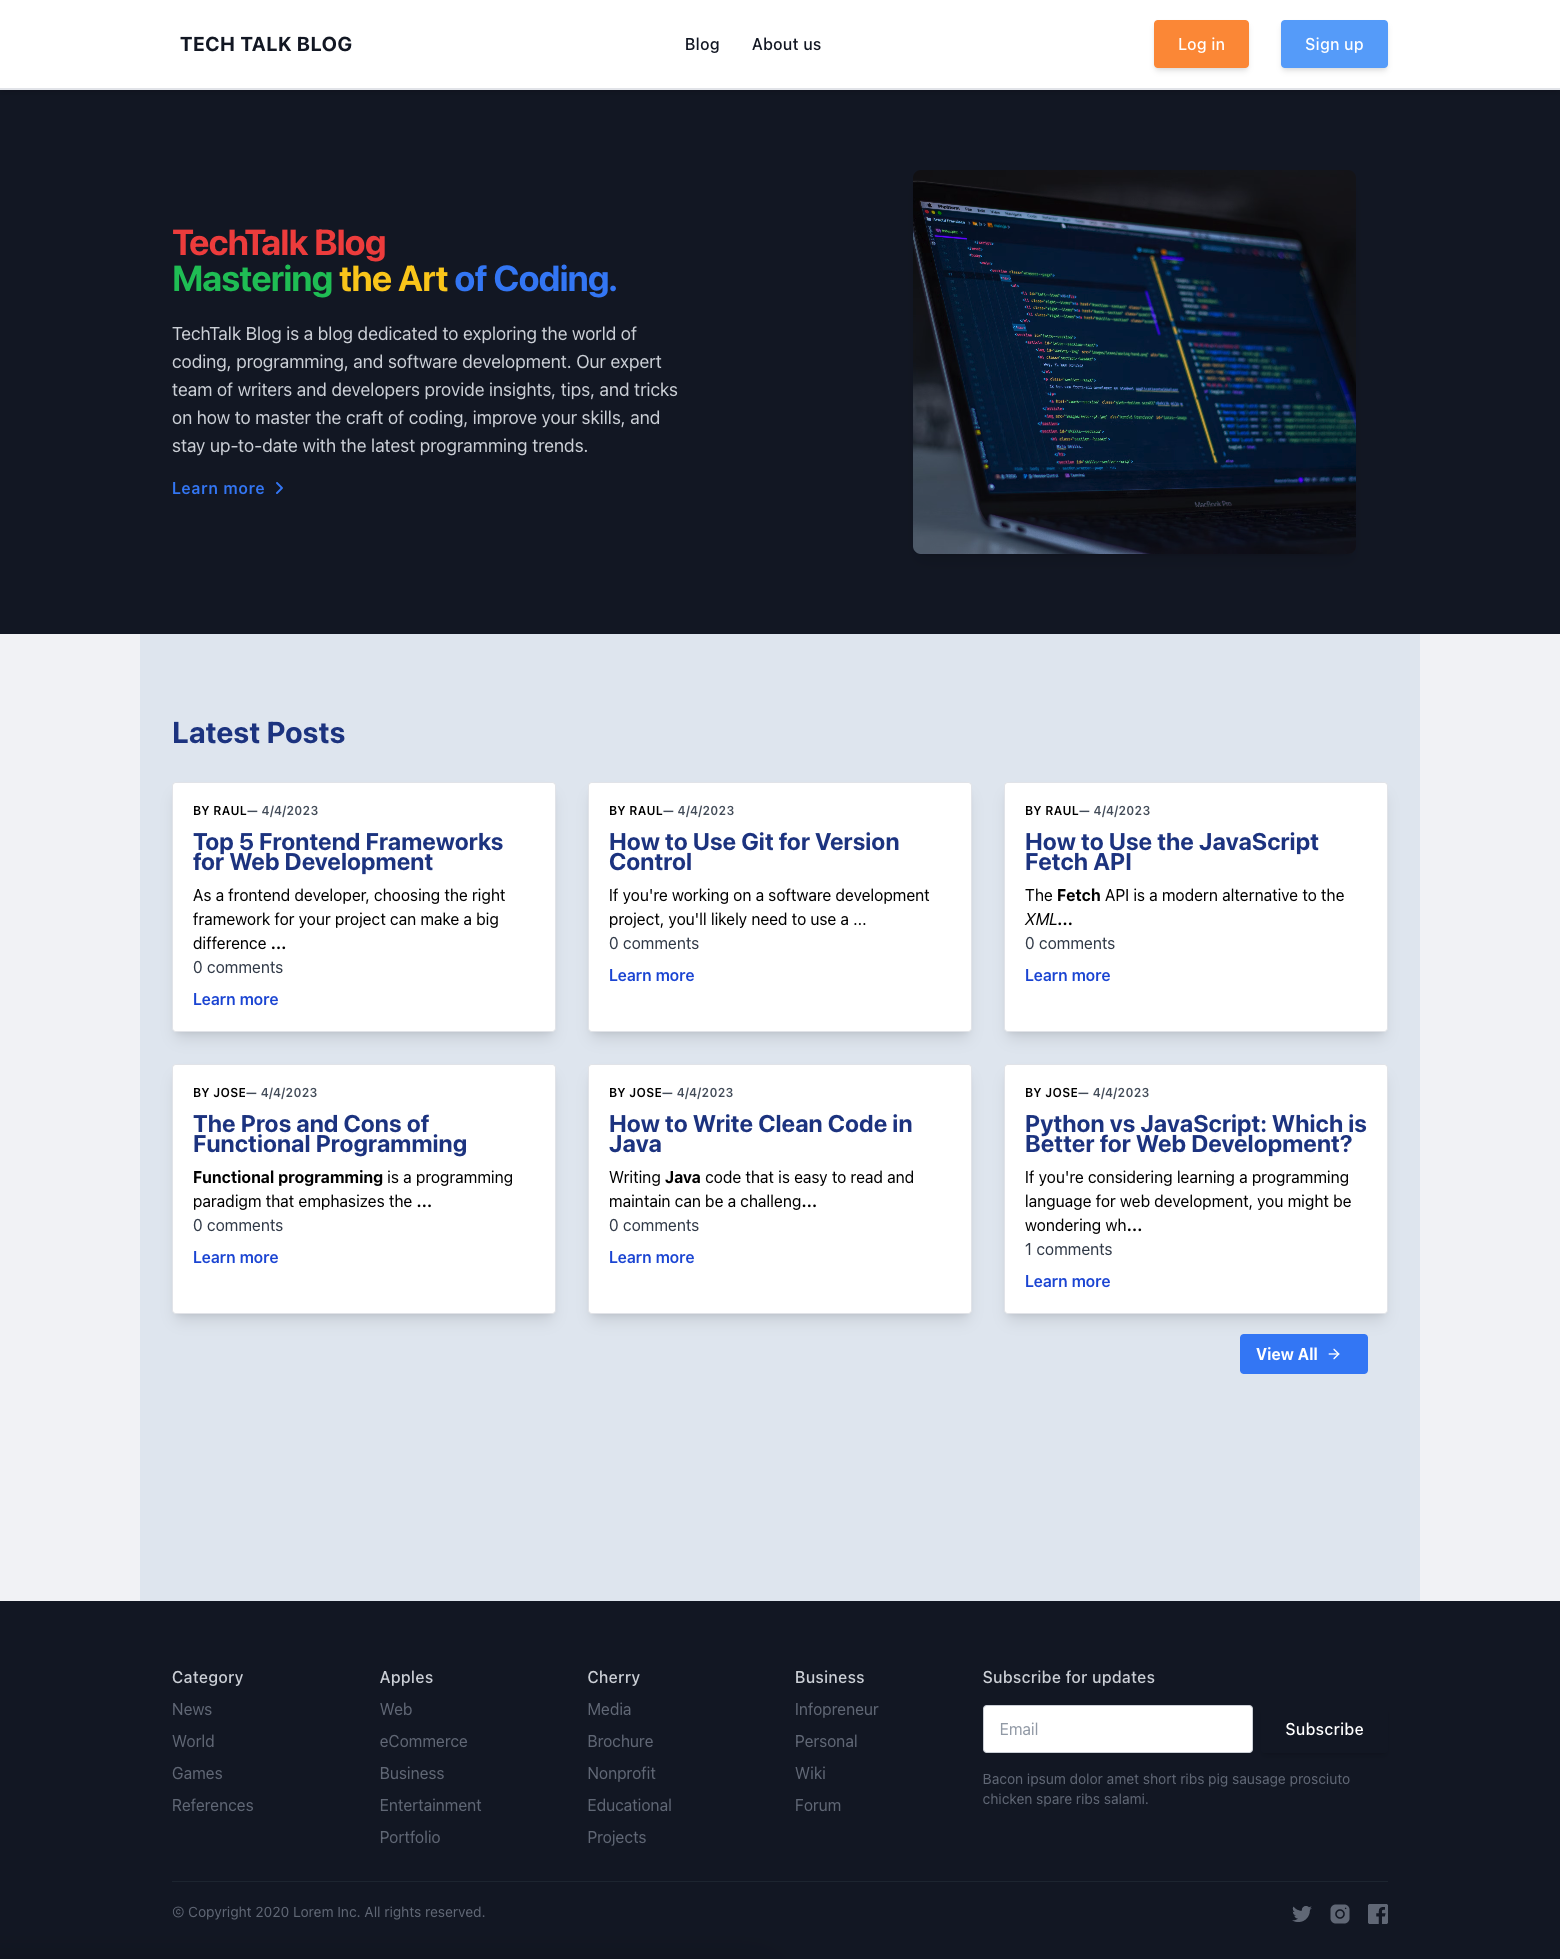 TECH TALK BLOG
Blog
About us
Log in
Sign up
TechTalk Blog
Mastering the Art of Coding.
TechTalk Blog is a blog dedicated to exploring the world of
coding, programming, and software development. Our expert
team of writers and developers provide insights, tips, and tricks
on how to master the craft of coding, improve your skills, and
stay up-to-date with the latest programming trends.
Learn more
MacBook Pro
Latest Posts
BY RAUL— 4/4/2023
Top 5 Frontend Frameworks
for Web Development
As a frontend developer, choosing the right
framework for your project can make a big
difference ...
0 comments
Learn more
BY RAUL— 4/4/2023
How to Use Git for Version
Control
If you're working on a software development
project, you'll likely need to use a ...
0 comments
Learn more
BY RAUL— 4/4/2023
How to Use the JavaScript
Fetch API
The Fetch API is a modern alternative to the
XML...
0 comments
Learn more
BY JOSE— 4/4/2023
The Pros and Cons of
Functional Programming
Functional programming is a programming
paradigm that emphasizes the ...
0 comments
Learn more
BY JOSE— 4/4/2023
How to Write Clean Code in
Java
Writing Java code that is easy to read and
maintain can be a challeng...
0 comments
Learn more
BY JOSE— 4/4/2023
Python vs JavaScript: Which is
Better for Web Development?
If you're considering learning a programming
language for web development, you might be
wondering wh...
1 comments
Learn more
View All
Category
News
World
Games
References
Apples
Web
eCommerce
Business
Entertainment
Portfolio
Cherry
Media
Brochure
Nonprofit
Educational
Projects
Business
Infopreneur
Personal
Wiki
Forum
Subscribe for updates
Email
Subscribe
Bacon ipsum dolor amet short ribs pig sausage prosciuto
chicken spare ribs salami.
© Copyright 2020 Lorem Inc. All rights reserved.